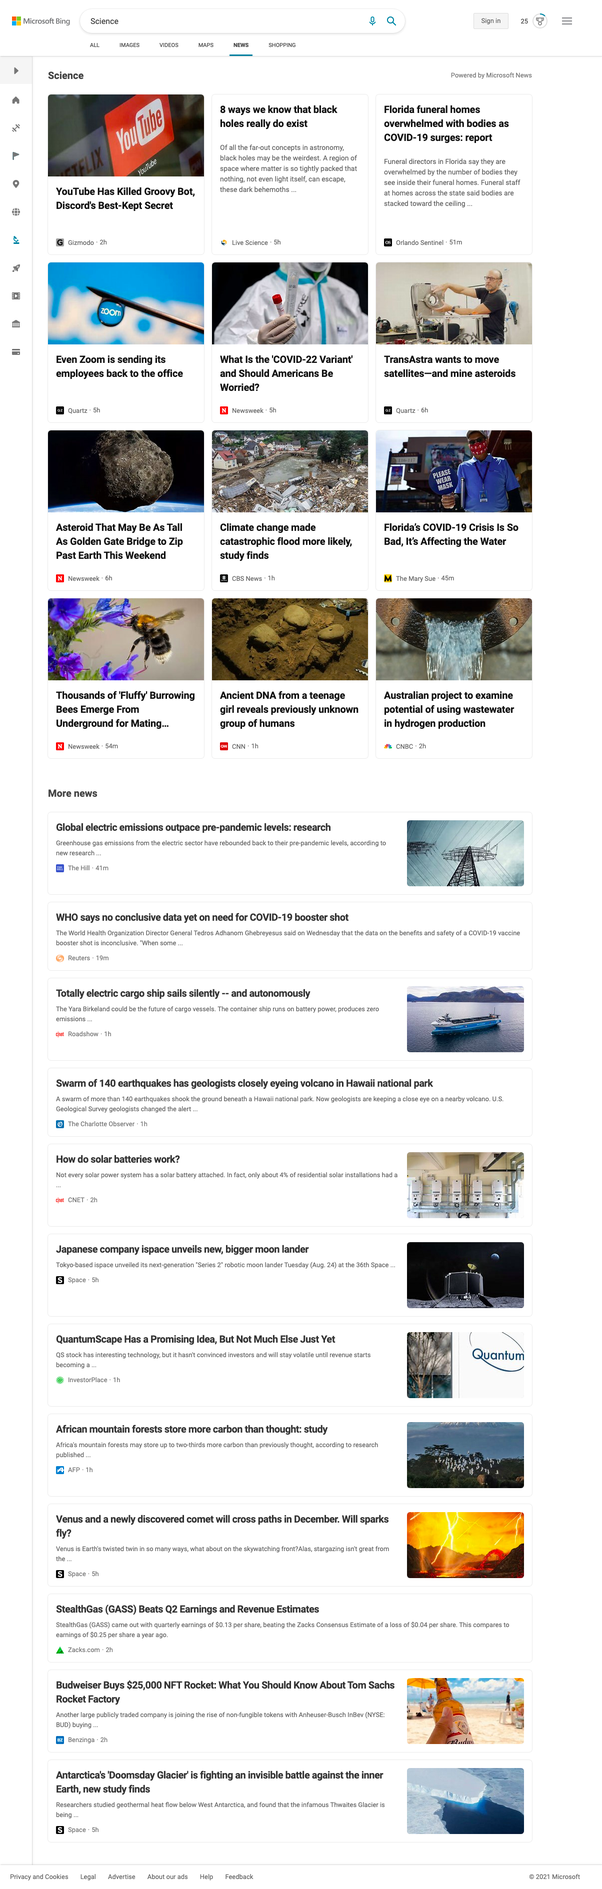 Microsoft Bing
Science
Sign in
25
ALL
IMAGES
VIDEOS
MAPS
NEWS
SHOPPING
Science
Powered by Microsoft News
YouTube
YouTube
YouTube Has Killed Groovy Bot,
Discord's Best-Kept Secret
Gizmodo · 2h
8 ways we know that black
holes really do exist
Of all the far-out concepts in astronomy,
black holes may be the weirdest. A region of
space where matter is so tightly packed that
nothing, not even light itself, can escape,
these dark behemoths ...
Live Science · 5h
Florida funeral homes
overwhelmed with bodies as
COVID-19 surges: report
Funeral directors in Florida say they are
overwhelmed by the number of bodies they
see inside their funeral homes. Funeral staff
at homes across the state said bodies are
stacked toward the ceiling ...
Orlando Sentinel · 51m
zoom
Even Zoom is sending its
employees back to the office
Quartz · 5h
What Is the 'COVID-22 Variant'
and Should Americans Be
Worried?
Newsweek · 5h
TransAstra wants to move
satellites—and mine asteroids
Quartz · 6h
Asteroid That May Be As Tall
As Golden Gate Bridge to Zip
Past Earth This Weekend
Newsweek · 6h
Climate change made
catastrophic flood more likely,
study finds
CBS News · 1h
PLEASE
WEAR
MASK
Florida's COVID-19 Crisis Is So
Bad, It's Affecting the Water
The Mary Sue · 45m
Thousands of 'Fluffy' Burrowing
Bees Emerge From
Underground for Mating...
Newsweek · 54m
Ancient DNA from a teenage
girl reveals previously unknown
group of humans
CNN · 1h
Australian project to examine
potential of using wastewater
in hydrogen production
CNBC · 2h
More news
Global electric emissions outpace pre-pandemic levels: research
Greenhouse gas emissions from the electric sector have rebounded back to their pre-pandemic levels, according to
new research ...
The Hill · 41m
WHO says no conclusive data yet on need for COVID-19 booster shot
The World Health Organization Director General Tedros Adhanom Ghebreyesus said on Wednesday that the data on the benefits and safety of a COVID-19 vaccine
booster shot is inconclusive. "When some ...
Reuters · 19m
Totally electric cargo ship sails silently -- and autonomously
The Yara Birkeland could be the future of cargo vessels. The container ship runs on battery power, produces zero
emissions ...
Roadshow · 1h
Swarm of 140 earthquakes has geologists closely eyeing volcano in Hawaii national park
A swarm of more than 140 earthquakes shook the ground beneath a Hawaii national park. Now geologists are keeping a close eye on a nearby volcano. U.S.
Geological Survey geologists changed the alert ...
The Charlotte Observer · 1h
How do solar batteries work?
Not every solar power system has a solar battery attached. In fact, only about 4% of residential solar installations had a
...
CNET · 2h
Japanese company ispace unveils new, bigger moon lander
Tokyo-based ispace unveiled its next-generation "Series 2" robotic moon lander Tuesday (Aug. 24) at the 36th Space ...
Space · 5h
QuantumScape Has a Promising Idea, But Not Much Else Just Yet
QS stock has interesting technology, but it hasn't convinced investors and will stay volatile until revenue starts
becoming a ...
InvestorPlace · 1h
Quantum
African mountain forests store more carbon than thought: study
Africa's mountain forests may store up to two-thirds more carbon than previously thought, according to research
published ...
AFP · 1h
Venus and a newly discovered comet will cross paths in December. Will sparks
fly?
Venus is Earth's twisted twin in so many ways, what about on the skywatching front?Alas, stargazing isn't great from
the ...
Space · 5h
StealthGas (GASS) Beats Q2 Earnings and Revenue Estimates
StealthGas (GASS) came out with quarterly earnings of $0.13 per share, beating the Zacks Consensus Estimate of a loss of $0.04 per share. This compares to
earnings of $0.25 per share a year ago.
Zacks.com · 2h
Budweiser Buys $25,000 NFT Rocket: What You Should Know About Tom Sachs
Rocket Factory
Another large publicly traded company is joining the rise of non-fungible tokens with Anheuser-Busch InBev (NYSE:
BUD) buying ...
Benzinga · 2h
Antarctica's 'Doomsday Glacier' is fighting an invisible battle against the inner
Earth, new study finds
Researchers studied geothermal heat flow below West Antarctica, and found that the infamous Thwaites Glacier is
being ...
Space · 5h
Privacy and Cookies
Legal
Advertise
About our ads
Help
Feedback
© 2021 Microsoft